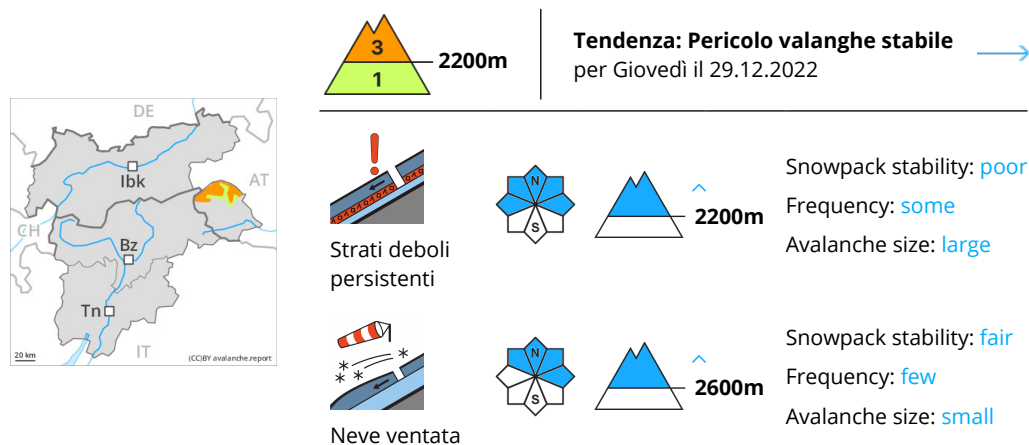 3
1
2200m
Tendenza: Pericolo valanghe stabile
per Giovedì il 29.12.2022
DE
AT
Ibk
CH
Bz
Tn
IT
20 km
(CC)BY avalanche.report
N
S
2200m
Strati deboli
persistenti
Snowpack stability: poor
Frequency: some
Avalanche size: large
N
S
2600m
Neve ventata
Snowpack stability: fair
Frequency: few
Avalanche size: small